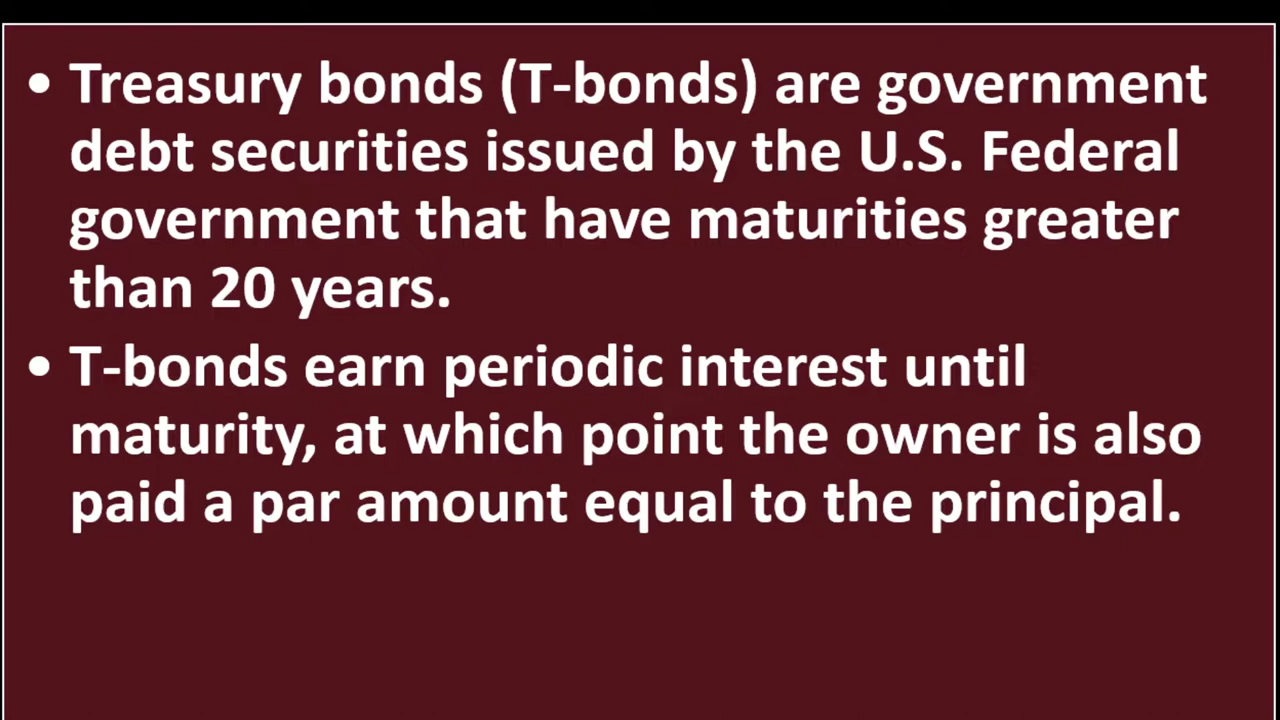 • Treasury bonds (T-bonds) are government
debt securities issued by the U.S. Federal
government that have maturities greater
than 20 years.
• T-bonds earn periodic interest until
maturity, at which point the owner is also
paid a par amount equal to the principal.